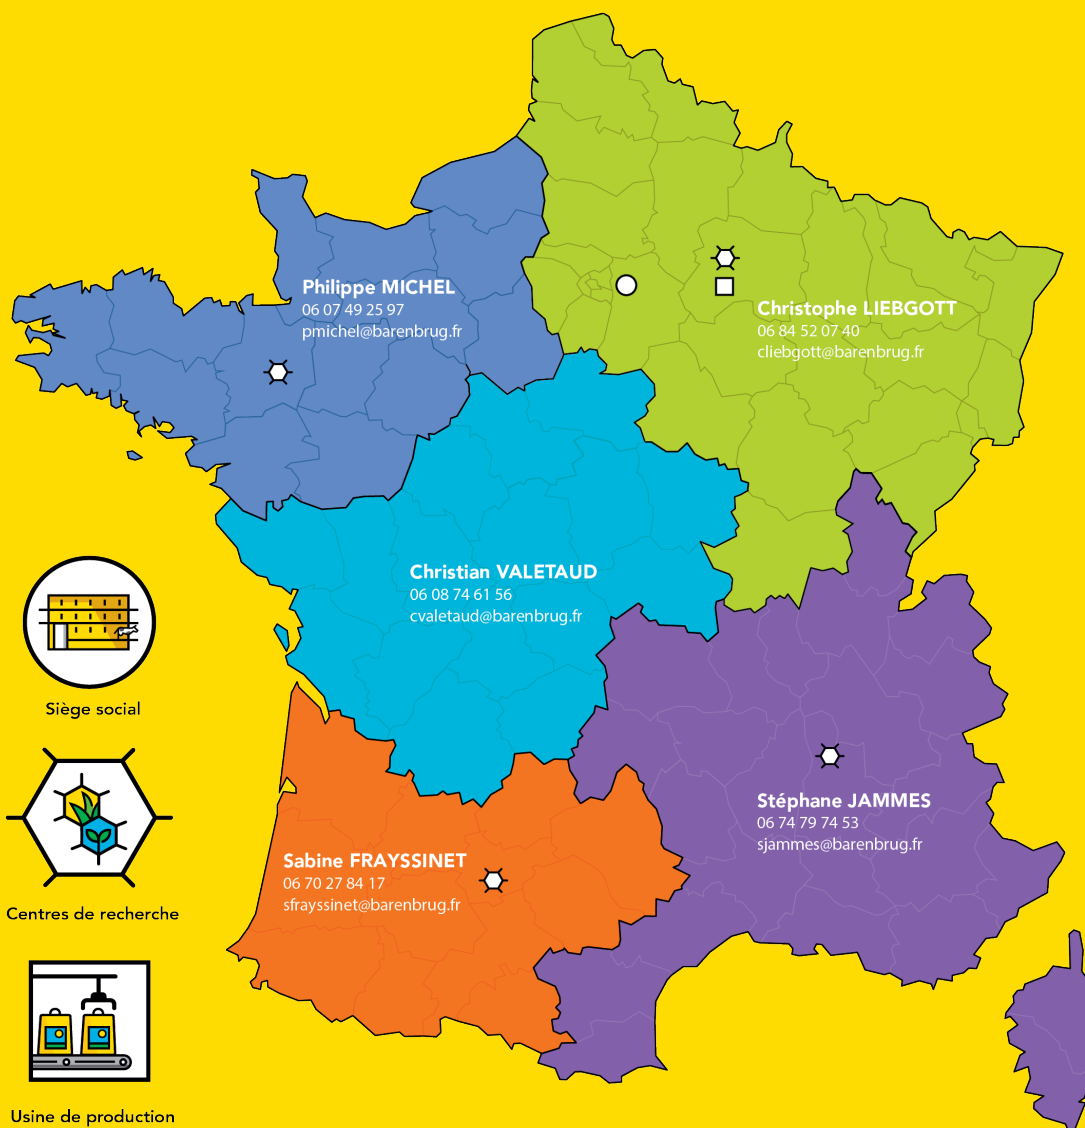 Philippe MICHEL
06 07 49 25 97
pmichel@barenbrug.fr
Christophe LIEBGOTT
06 84 52 07 40
cliebgott@barenbrug.fr
Christian VALETAUD
06 08 74 61 56
cvaletaud@barenbrug.fr
Siège social
Stéphane JAMMES
06 74 79 74 53
sjammes@barenbrug.fr
Sabine FRAYSSINET
06 70 27 84 17
sfrayssinet@barenbrug.fr
Centres de recherche
Usine de production